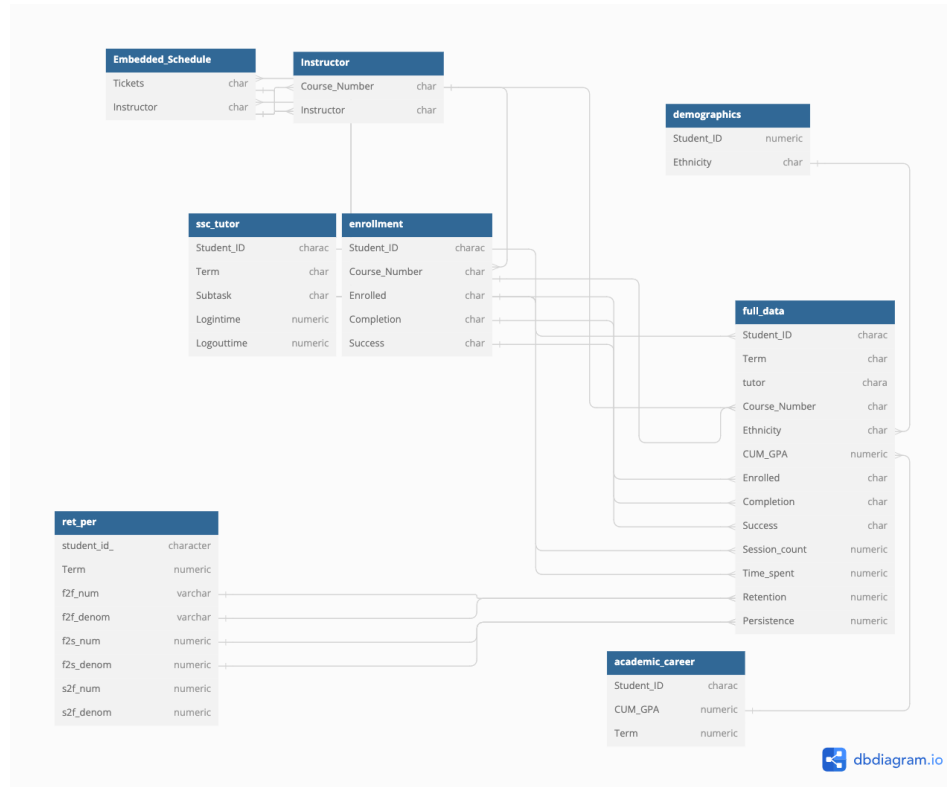 Embedded_Schedule
Tickets char
Instructor char
Instructor
Course_Number char
Instructor char
demographics
Student_ID numeric
Ethnicity char
ssc_tutor
Student_ID charac
Term char
Subtask char
Logintime numeric
Logouttime numeric
enrollment
Student_ID charac
Course_Number char
Enrolled char
Completion char
Success char
full_data
Student_ID charac
Term char
tutor chara
Course_Number char
Ethnicity char
CUM_GPA numeric
Enrolled char
Completion char
Success char
Session_count numeric
Time_spent numeric
Retention numeric
Persistence numeric
ret_per
student_id_ character
Term numeric
f2f_num varchar
f2f_denom varchar
f2s_num numeric
f2s_denom numeric
s2f_num numeric
s2f_denom numeric
academic_career
Student_ID charac
CUM_GPA numeric
Term numeric
dbdiagram.io